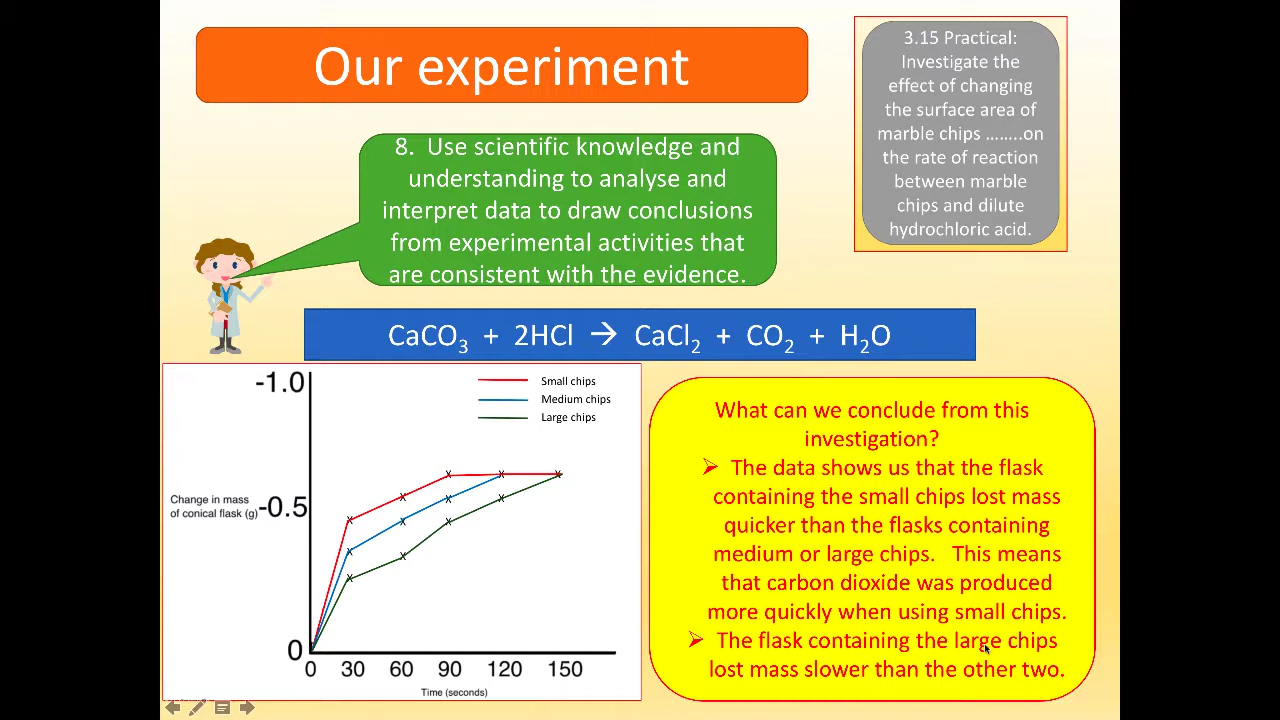 Our experiment
3.15 Practical:
Investigate the
effect of changing
the surface area of
marble chips ……..on
the rate of reaction
between marble
chips and dilute
hydrochloric acid.
8. Use scientific knowledge and
understanding to analyse and
interpret data to draw conclusions
from experimental activities that
are consistent with the evidence.
CaCO₃ + 2HCl → CaCl₂ + CO₂ + H₂O
-1.0
Small chips
Medium chips
Large chips
Change in mass
of conical flask (g)
-0.5
0
0 30 60 90 120 150
Time (seconds)
What can we conclude from this
investigation?
➢ The data shows us that the flask
containing the small chips lost mass
quicker than the flasks containing
medium or large chips. This means
that carbon dioxide was produced
more quickly when using small chips.
➢ The flask containing the large chips
lost mass slower than the other two.